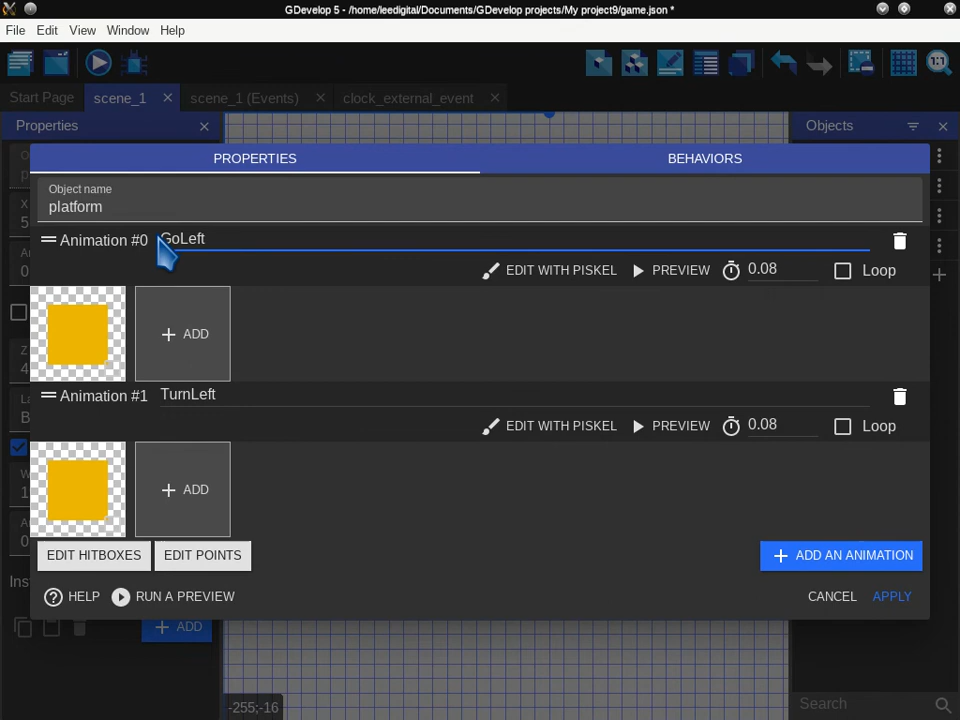 GDevelop 5 - /home/leedigital/Documents/GDevelop projects/My project9/game.json *
File Edit View Window Help
1:1
Start Page scene_1 scene_1 (Events) clock_external_event
Properties Objects
PROPERTIES BEHAVIORS
Object name
platform
Animation #0 GoLeft
EDIT WITH PISKEL PREVIEW 0.08 Loop
ADD
Animation #1 TurnLeft
EDIT WITH PISKEL PREVIEW 0.08 Loop
ADD
EDIT HITBOXES EDIT POINTS ADD AN ANIMATION
HELP RUN A PREVIEW CANCEL APPLY
ADD
-255;-16
Search